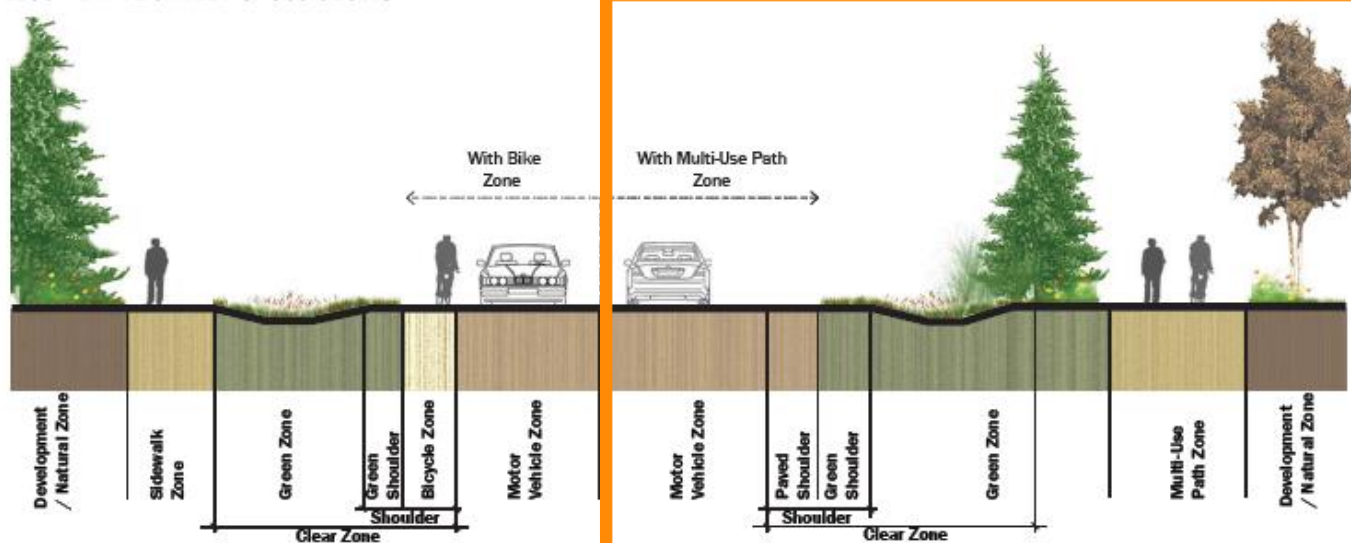 With Bike
Zone
With Multi-Use Path
Zone
Development
/ Natural Zone
Sidewalk
Zone
Green Zone
Green
Shoulder
Bicycle Zone
Motor
Vehicle Zone
Motor
Vehicle Zone
Paved
Shoulder
Green
Shoulder
Green Zone
Multi-Use
Path Zone
Development
/ Natural Zone
Shoulder
Clear Zone
Shoulder
Clear Zone